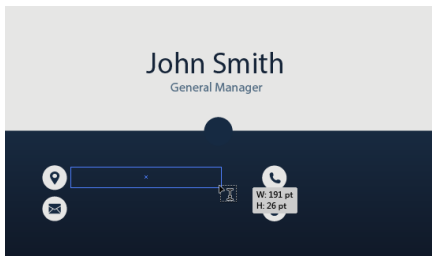 John Smith
General Manager
W: 191 pt
H: 26 pt